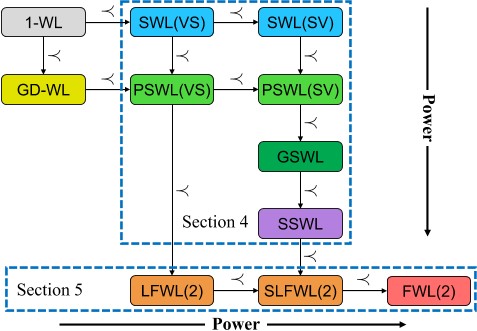 1-WL
SWL(VS)
SWL(SV)
GD-WL
PSWL(VS)
PSWL(SV)
GSWL
Section 4
SSWL
Power
Section 5
LFWL(2)
SLFWL(2)
FWL(2)
Power